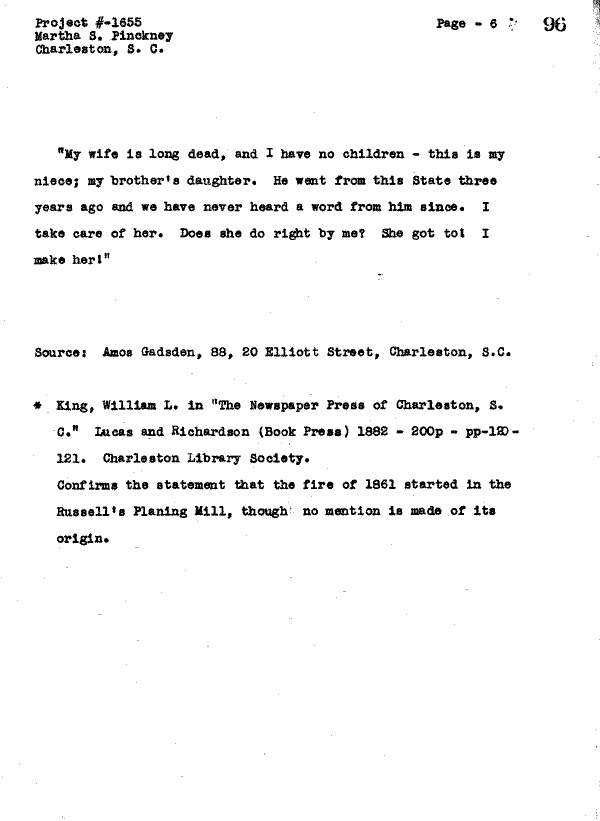 Project #-1655
Martha S. Pinckney
Charleston, S. C.
Page - 6
96
"My wife is long dead, and I have no children - this is my
niece; my brother's daughter. He went from this State three
years ago and we have never heard a word from him since. I
take care of her. Does she do right by me? She got to! I
make her!"
Source: Amos Gadsden, 88, 20 Elliott Street, Charleston, S.C.
* King, William L. in "The Newspaper Press of Charleston, S.
C." Lucas and Richardson (Book Press) 1882 - 200p - pp-120-
121. Charleston Library Society.
Confirms the statement that the fire of 1861 started in the
Russell's Planing Mill, though no mention is made of its
origin.